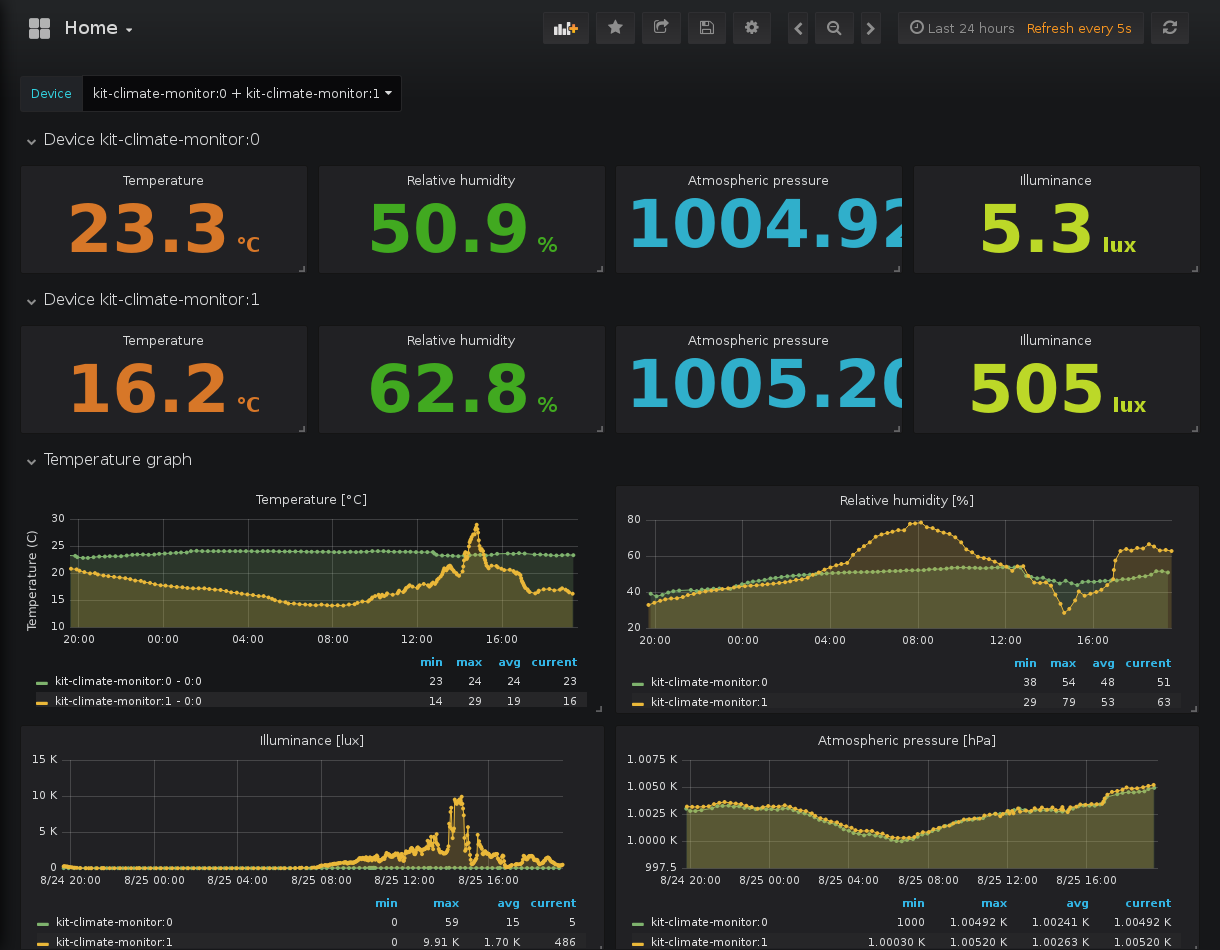 Home
Last 24 hours Refresh every 5s
Device kit-climate-monitor:0 + kit-climate-monitor:1
Device kit-climate-monitor:0
Temperature Relative humidity Atmospheric pressure Illuminance
23.3 °C 50.9 % 1004.92 5.3 lux
Device kit-climate-monitor:1
Temperature Relative humidity Atmospheric pressure Illuminance
16.2 °C 62.8 % 1005.20 505 lux
Temperature graph
Temperature [°C]
Temperature (C)
30
25
20
15
10
20:00 00:00 04:00 08:00 12:00 16:00
min max avg current
kit-climate-monitor:0 - 0:0 23 24 24 23
kit-climate-monitor:1 - 0:0 14 29 19 16
Relative humidity [%]
80
60
40
20
20:00 00:00 04:00 08:00 12:00 16:00
min max avg current
kit-climate-monitor:0 38 54 48 51
kit-climate-monitor:1 29 79 53 63
Illuminance [lux]
15 K
10 K
5 K
0
8/24 20:00 8/25 00:00 8/25 04:00 8/25 08:00 8/25 12:00 8/25 16:00
min max avg current
kit-climate-monitor:0 0 59 15 5
kit-climate-monitor:1 0 9.91 K 1.70 K 486
Atmospheric pressure [hPa]
1.0075 K
1.0050 K
1.0025 K
1.0000 K
997.5
8/24 20:00 8/25 00:00 8/25 04:00 8/25 08:00 8/25 12:00 8/25 16:00
min max avg current
kit-climate-monitor:0 1000 1.00492 K 1.00241 K 1.00492 K
kit-climate-monitor:1 1.00030 K 1.00520 K 1.00263 K 1.00520 K